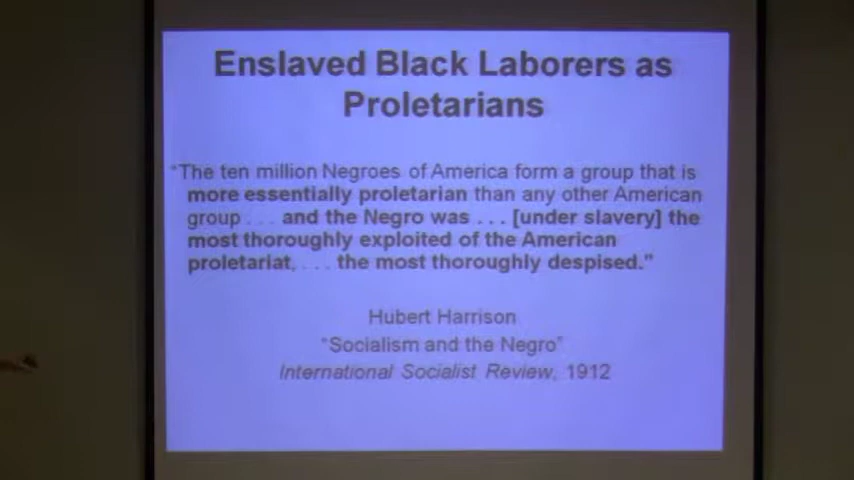 Enslaved Black Laborers as
Proletarians
"The ten million Negroes of America form a group that is
more essentially proletarian than any other American
group . . . and the Negro was . . . [under slavery] the
most thoroughly exploited of the American
proletariat, . . . the most thoroughly despised."
Hubert Harrison
"Socialism and the Negro"
International Socialist Review, 1912